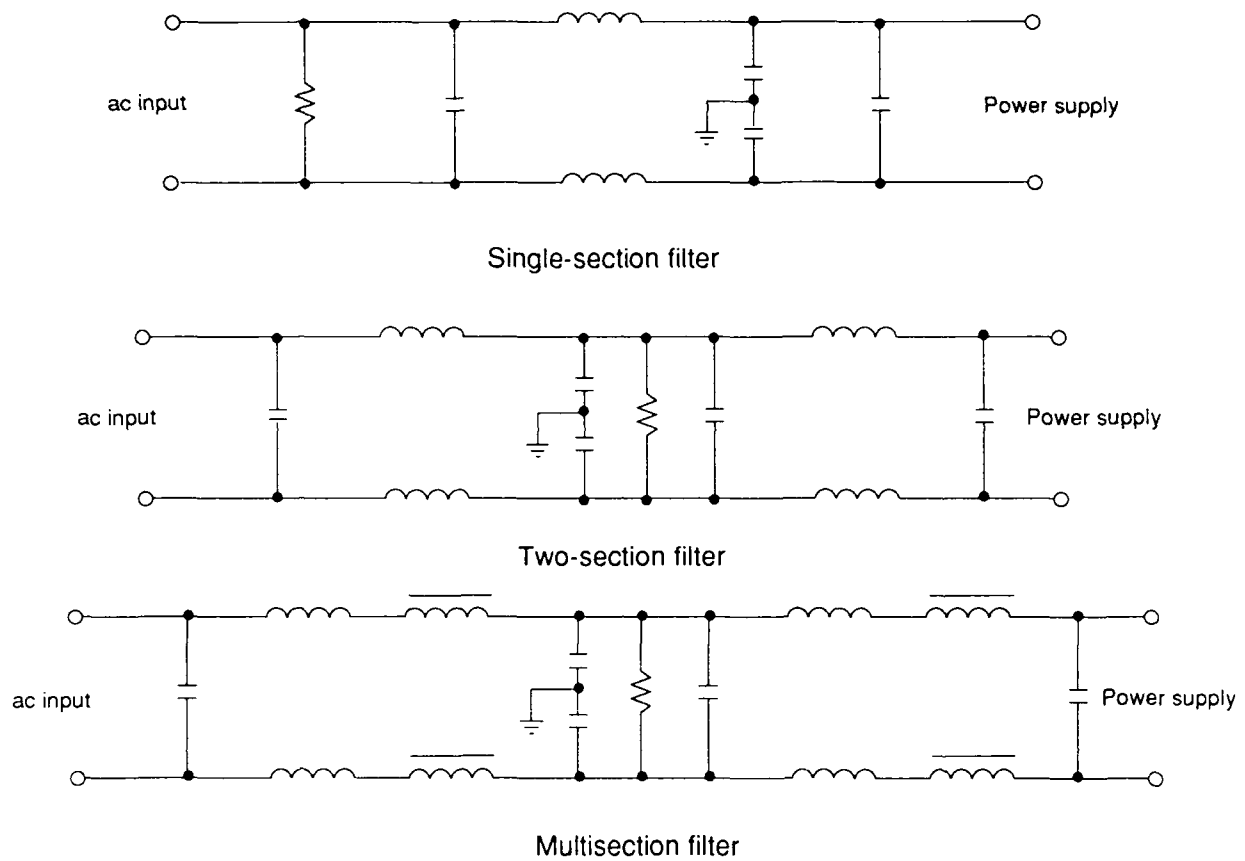 ac input
Power supply
Single-section filter
ac input
Power supply
Two-section filter
ac input
Power supply
Multisection filter